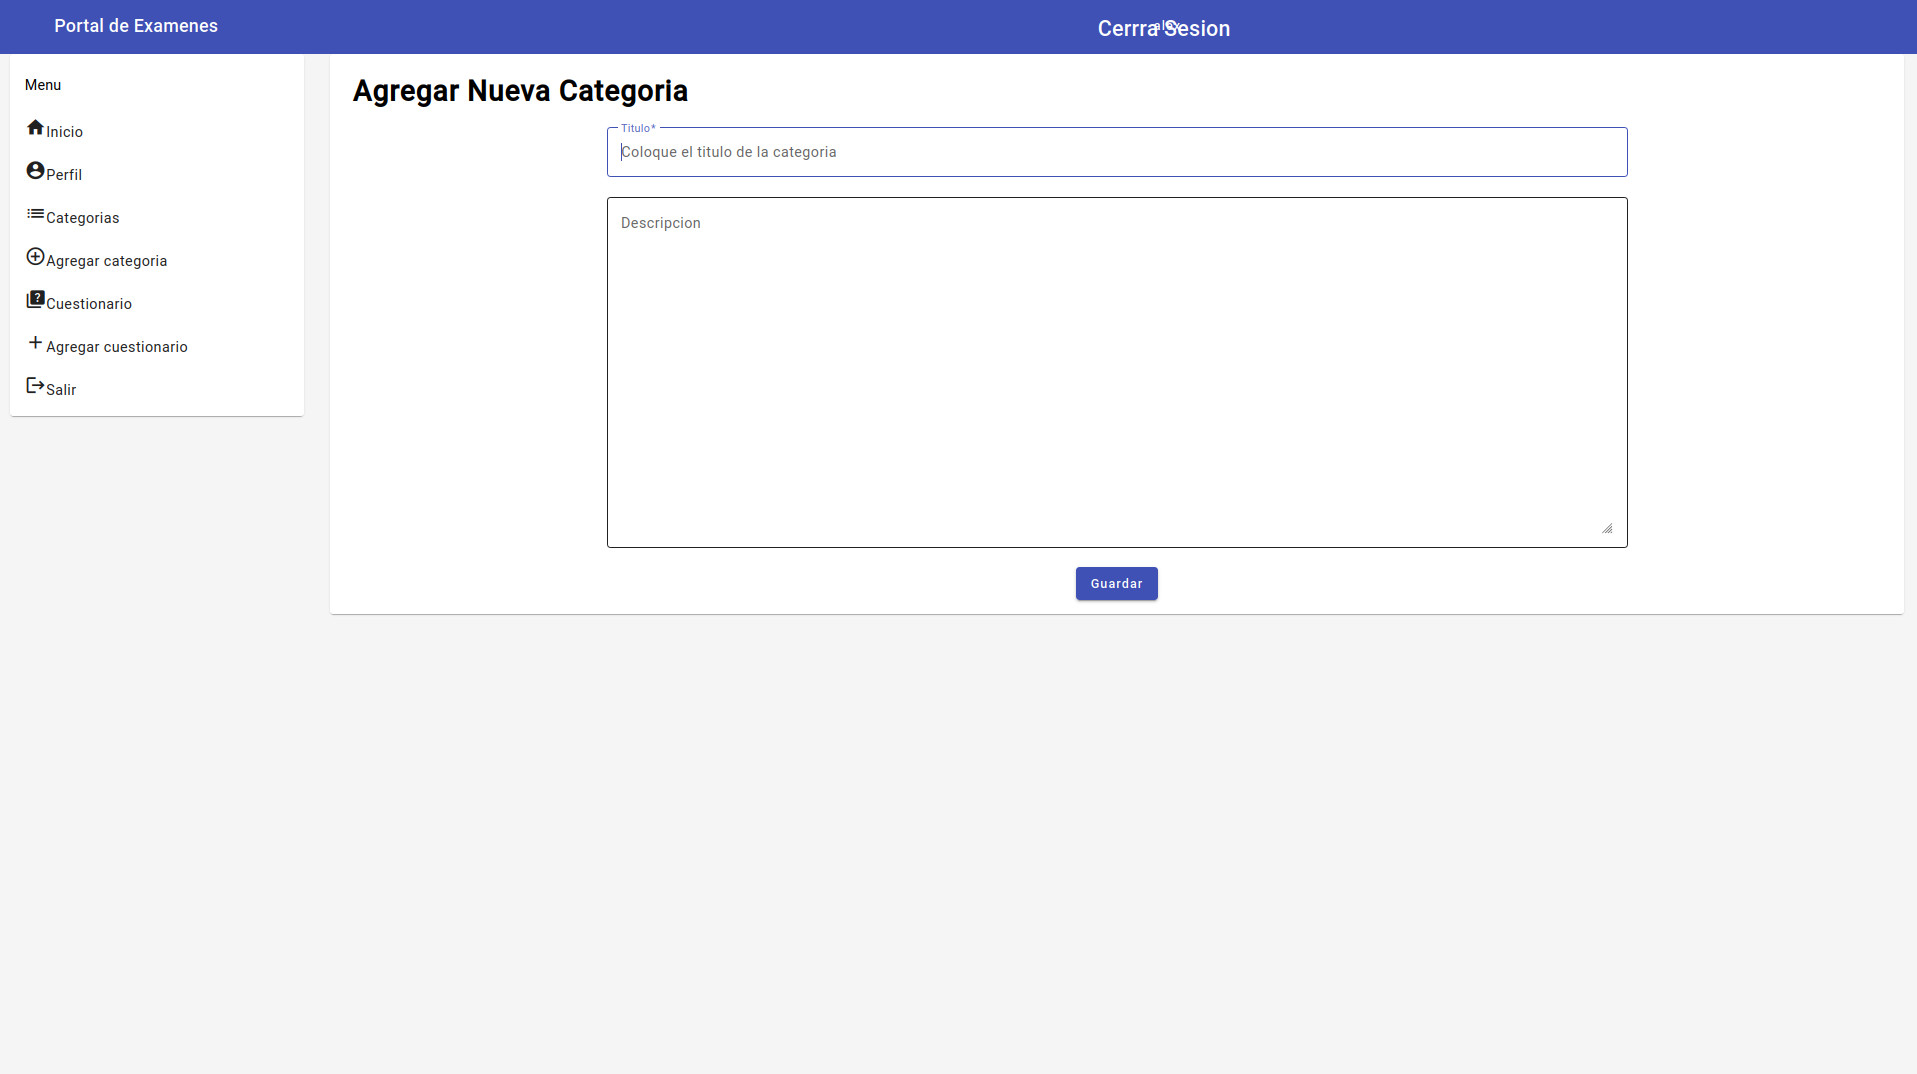 Portal de Examenes
Cerrra Sesion
Menu
Agregar Nueva Categoria
Titulo*
Coloque el titulo de la categoria
Inicio
Perfil
Categorias
Descripcion
Agregar categoria
Cuestionario
Agregar cuestionario
Salir
Guardar